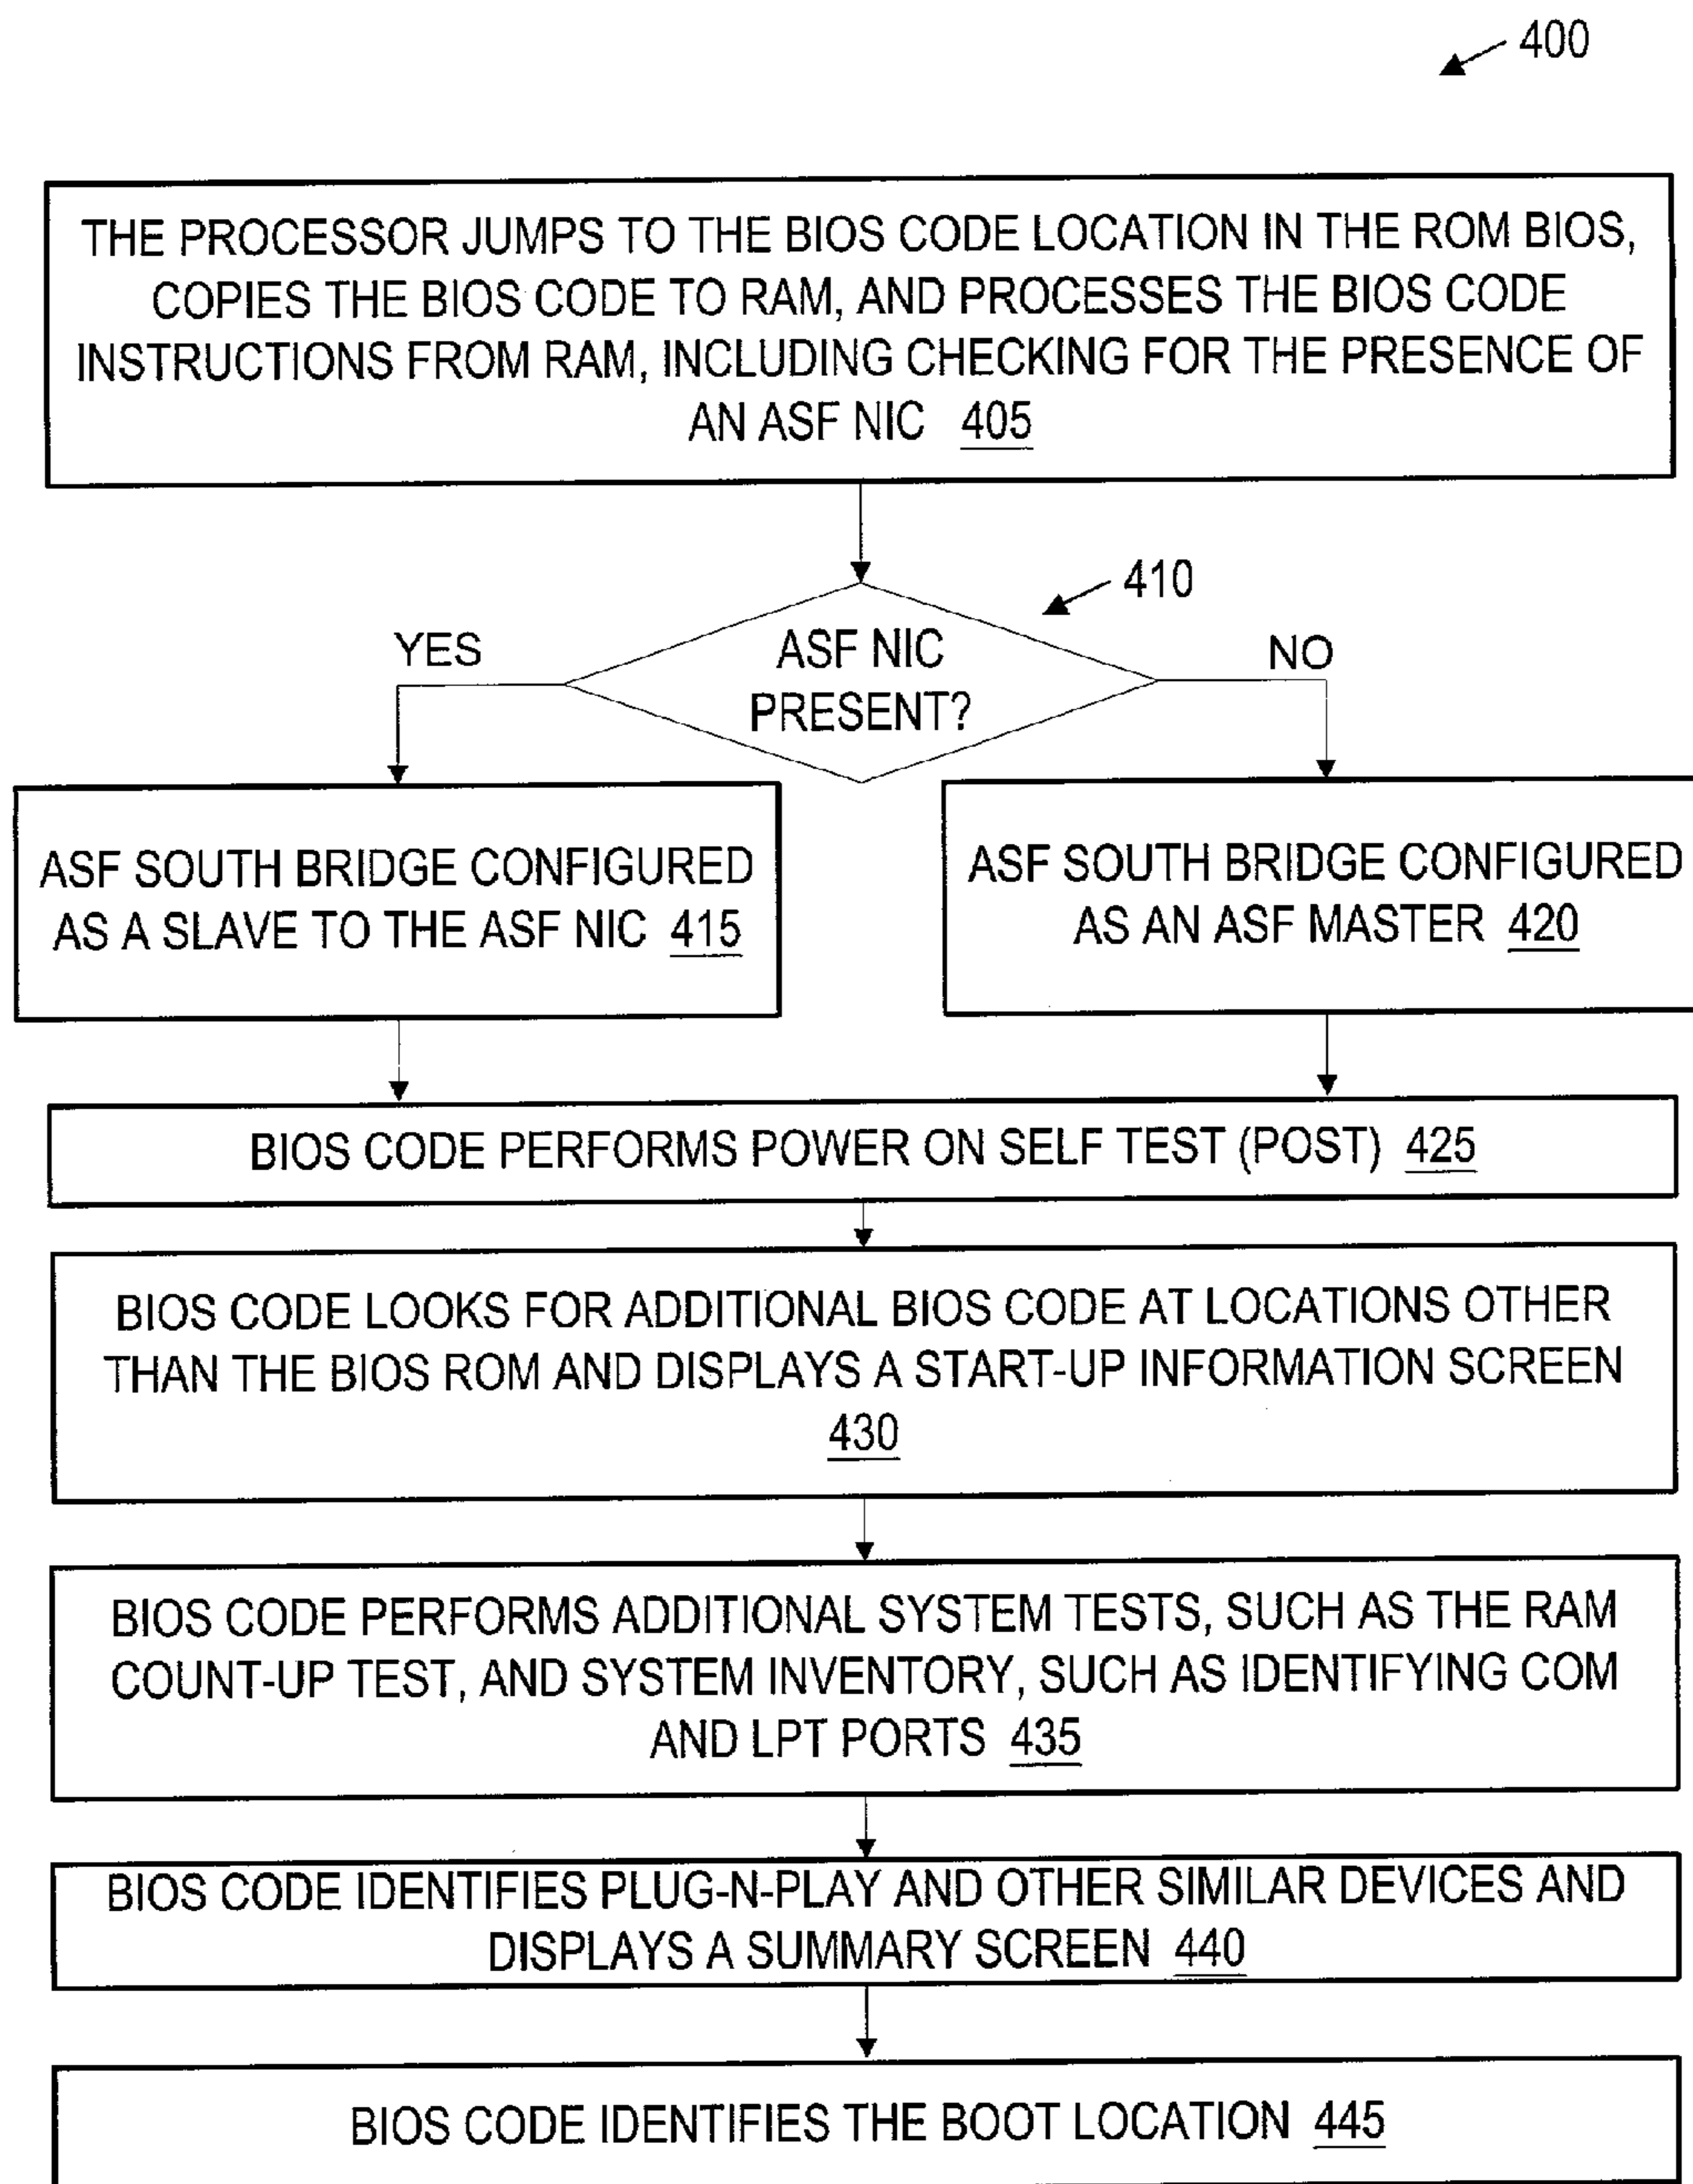 400
THE PROCESSOR JUMPS TO THE BIOS CODE LOCATION IN THE ROM BIOS,
COPIES THE BIOS CODE TO RAM, AND PROCESSES THE BIOS CODE
INSTRUCTIONS FROM RAM, INCLUDING CHECKING FOR THE PRESENCE OF
AN ASF NIC 405
410
YES
ASF NIC
PRESENT?
NO
ASF SOUTH BRIDGE CONFIGURED
AS A SLAVE TO THE ASF NIC 415
ASF SOUTH BRIDGE CONFIGURED
AS AN ASF MASTER 420
BIOS CODE PERFORMS POWER ON SELF TEST (POST) 425
BIOS CODE LOOKS FOR ADDITIONAL BIOS CODE AT LOCATIONS OTHER
THAN THE BIOS ROM AND DISPLAYS A START-UP INFORMATION SCREEN
430
BIOS CODE PERFORMS ADDITIONAL SYSTEM TESTS, SUCH AS THE RAM
COUNT-UP TEST, AND SYSTEM INVENTORY, SUCH AS IDENTIFYING COM
AND LPT PORTS 435
BIOS CODE IDENTIFIES PLUG-N-PLAY AND OTHER SIMILAR DEVICES AND
DISPLAYS A SUMMARY SCREEN 440
BIOS CODE IDENTIFIES THE BOOT LOCATION 445